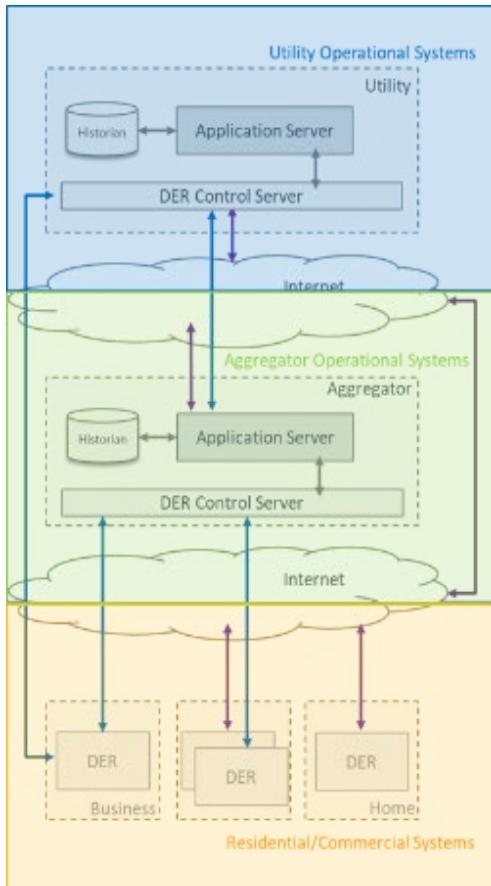 Utility Operational Systems
Utility
Historian
Application Server
DER Control Server
Internet
Aggregator Operational Systems
Aggregator
Historian
Application Server
DER Control Server
Internet
DER
DER
DER
Business
Home
Residential/Commercial Systems